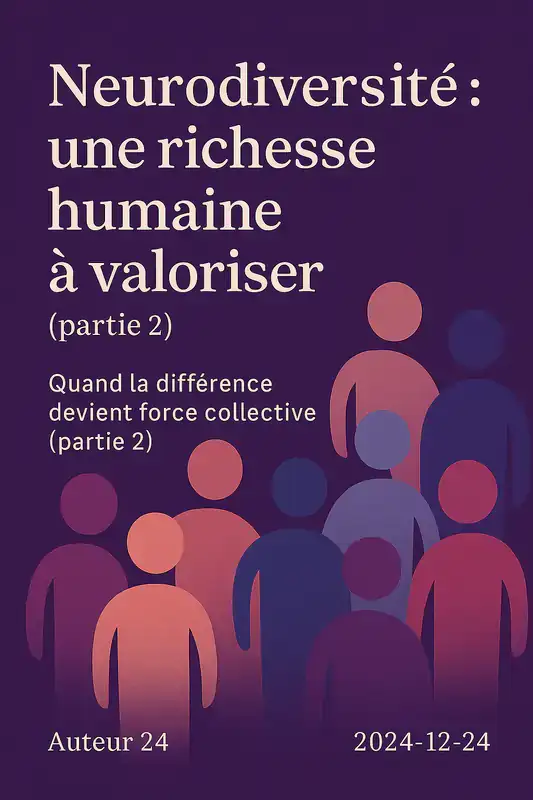 Neurodiversité :
une richesse
humaine
à valoriser
(partie 2)
Quand la différence
devient force collective
(partie 2)
Auteur 24
2024-12-24